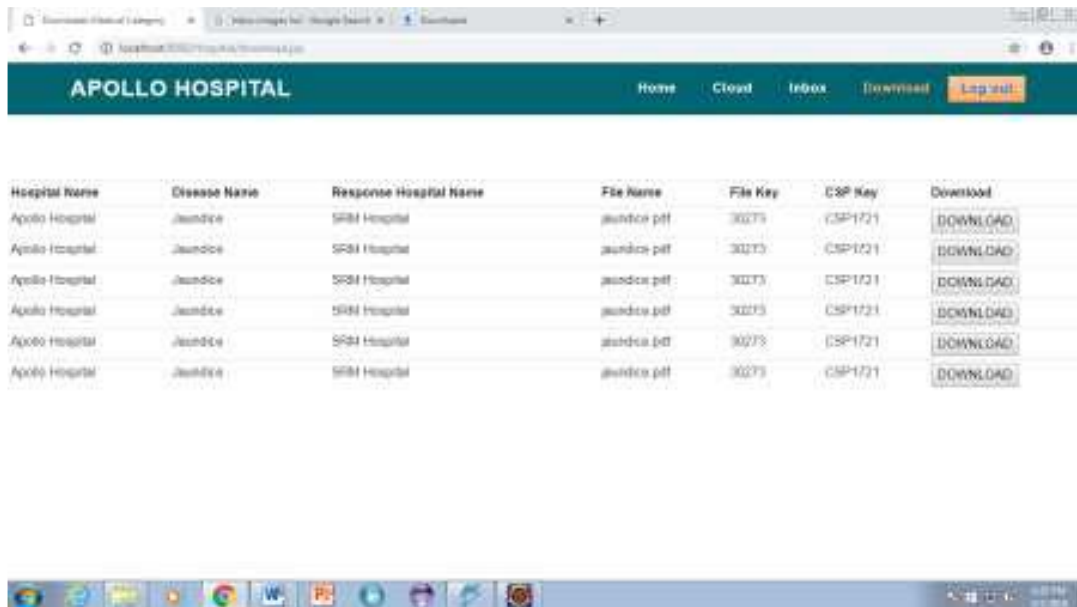 Downloads
localhost
APOLLO HOSPITAL Home Cloud Inbox Download Log out
Hospital Name Disease Name Response Hospital Name File Name File Key CSP Key Download
Apollo Hospital Jaundice SRM Hospital jaundice.pdf 30273 CSP1721 DOWNLOAD
Apollo Hospital Jaundice SRM Hospital jaundice.pdf 30273 CSP1721 DOWNLOAD
Apollo Hospital Jaundice SRM Hospital jaundice.pdf 30273 CSP1721 DOWNLOAD
Apollo Hospital Jaundice SRM Hospital jaundice.pdf 30273 CSP1721 DOWNLOAD
Apollo Hospital Jaundice SRM Hospital jaundice.pdf 30273 CSP1721 DOWNLOAD
Apollo Hospital Jaundice SRM Hospital jaundice.pdf 30273 CSP1721 DOWNLOAD